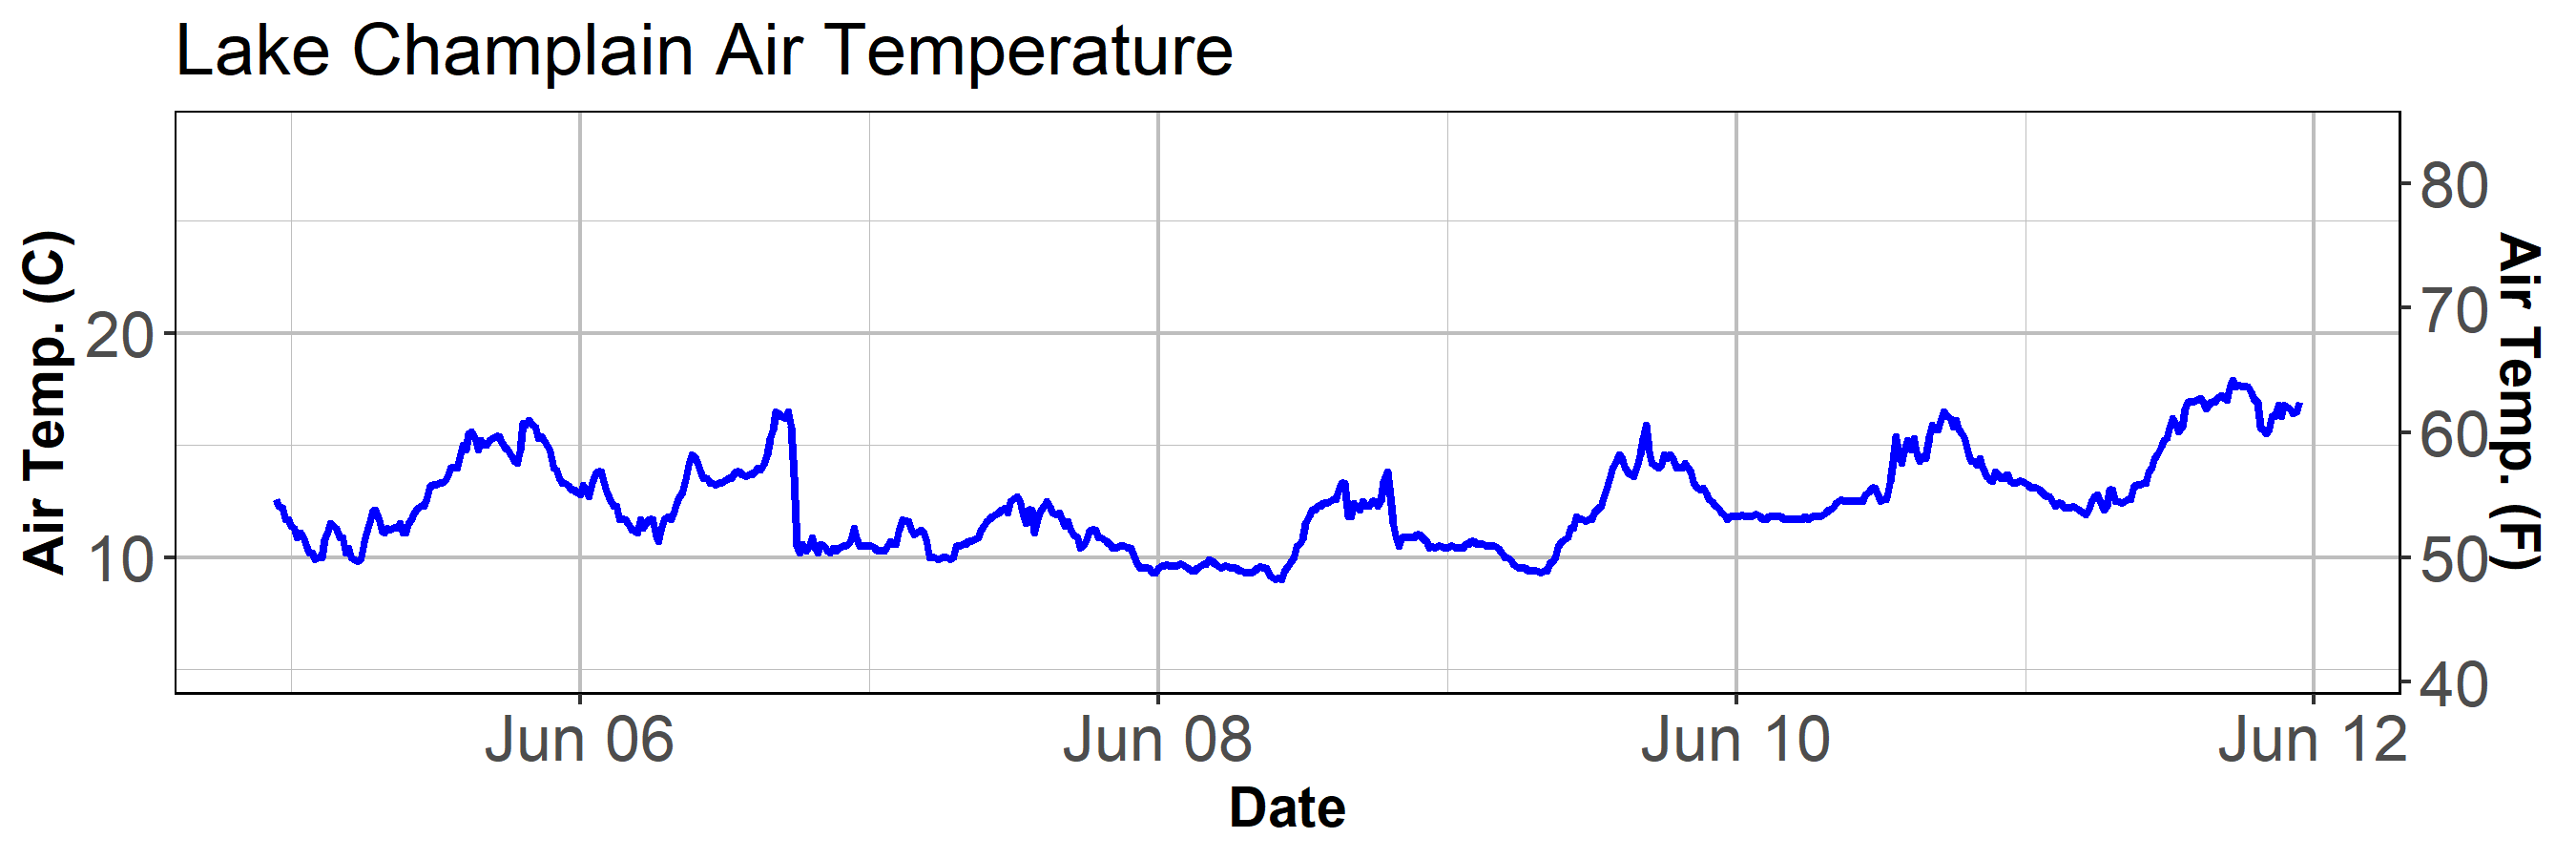 Lake Champlain Air Temperature
Air Temp. (C)
20
10
80
70
60
50
40
Air Temp. (F)
Jun 06
Jun 08
Jun 10
Jun 12
Date